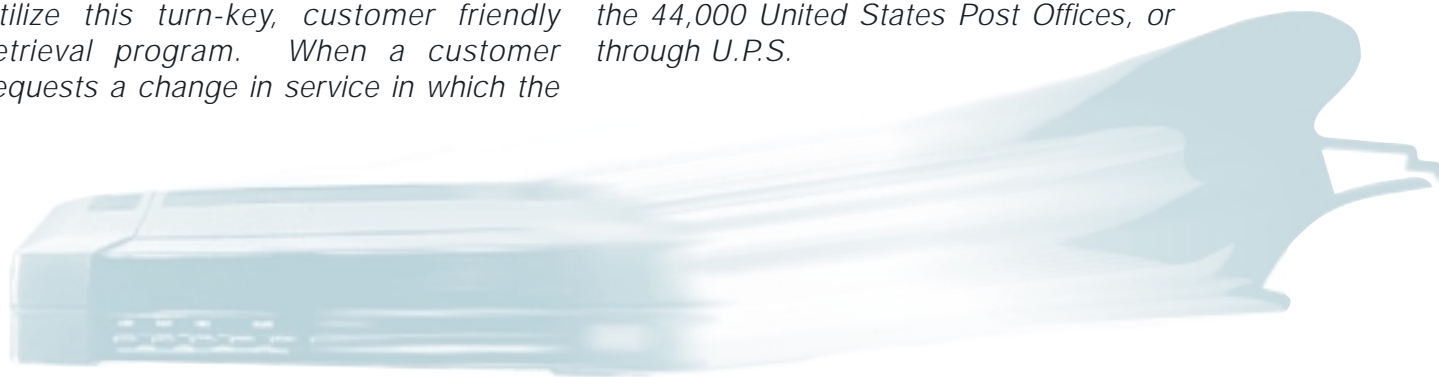 tilize this turn-key, customer friendly
etrieval program. When a customer
equests a change in service in which the
the 44,000 United States Post Offices, or
through U.P.S.